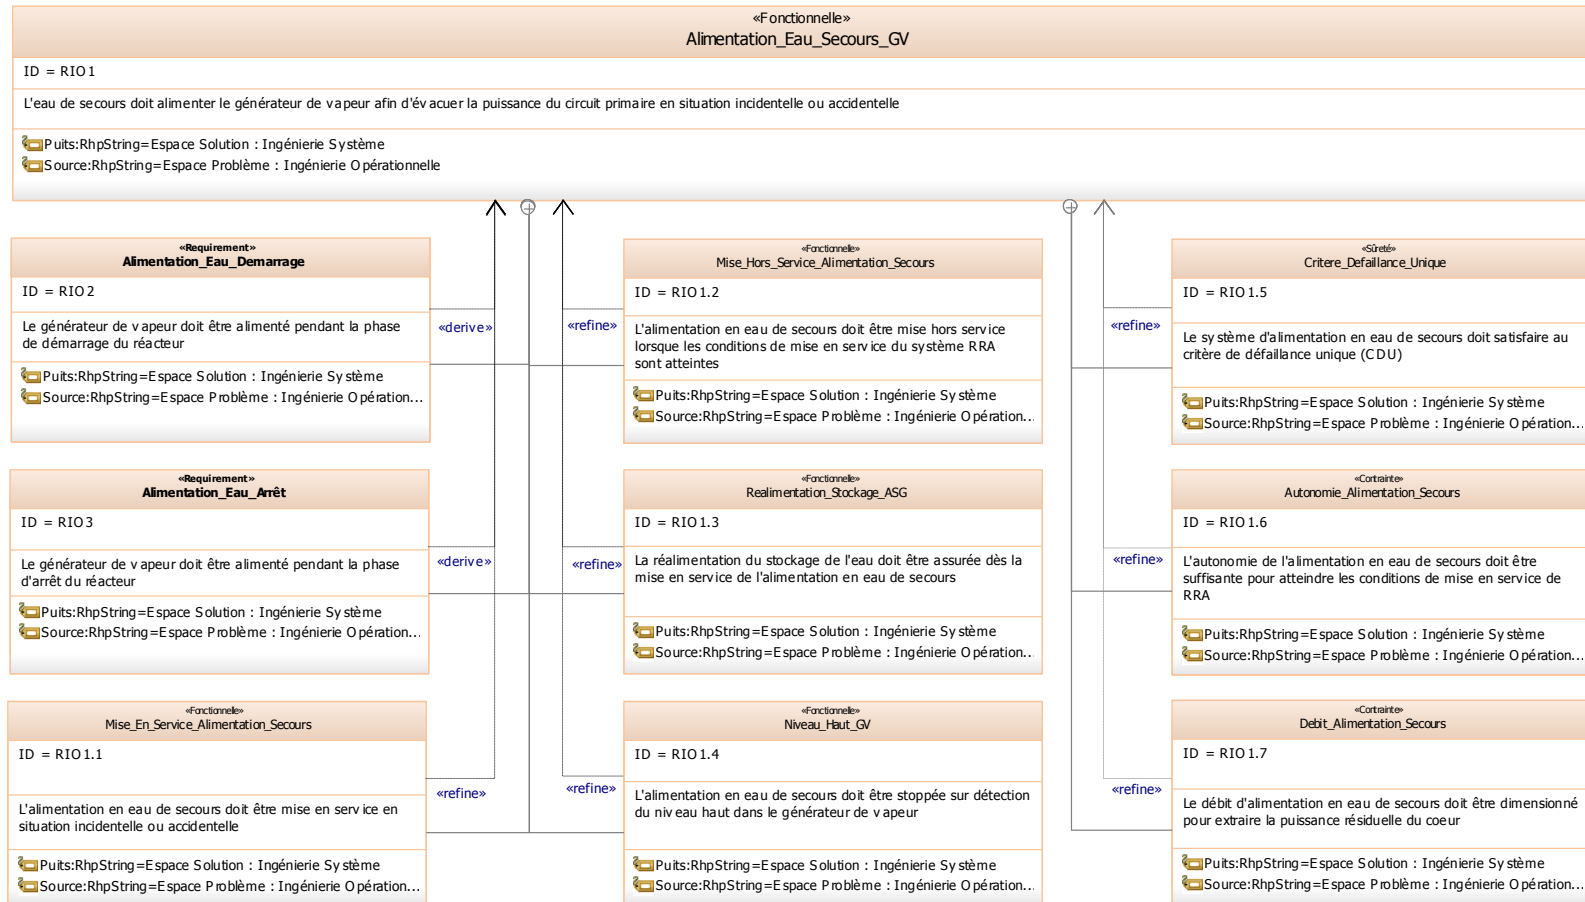 «Fonctionnelle»
Alimentation_Eau_Secours_GV
ID = RIO1
L'eau de secours doit alimenter le générateur de vapeur afin d'évacuer la puissance du circuit primaire en situation incidentelle ou accidentelle
Puits:RhpString=Espace Solution : Ingénierie Système
Source:RhpString=Espace Problème : Ingénierie Opérationnelle
«Requirement»
Alimentation_Eau_Demarrage
ID = RIO2
Le générateur de vapeur doit être alimenté pendant la phase
de démarrage du réacteur
Puits:RhpString=Espace Solution : Ingénierie Système
Source:RhpString=Espace Problème : Ingénierie Opération...
«derive»
«Fonctionnelle»
Mise_Hors_Service_Alimentation_Secours
ID = RIO1.2
L'alimentation en eau de secours doit être mise hors service
lorsque les conditions de mise en service du système RRA
sont atteintes
Puits:RhpString=Espace Solution : Ingénierie Système
Source:RhpString=Espace Problème : Ingénierie Opération...
«refine»
«Sûreté»
Critere_Defaillance_Unique
ID = RIO1.5
Le système d'alimentation en eau de secours doit satisfaire au
critère de défaillance unique (CDU)
Puits:RhpString=Espace Solution : Ingénierie Système
Source:RhpString=Espace Problème : Ingénierie Opération...
«refine»
«Requirement»
Alimentation_Eau_Arrêt
ID = RIO3
Le générateur de vapeur doit être alimenté pendant la phase
d'arrêt du réacteur
Puits:RhpString=Espace Solution : Ingénierie Système
Source:RhpString=Espace Problème : Ingénierie Opération...
«derive»
«Fonctionnelle»
Realimentation_Stockage_ASG
ID = RIO1.3
La réalimentation du stockage de l'eau doit être assurée dès la
mise en service de l'alimentation en eau de secours
Puits:RhpString=Espace Solution : Ingénierie Système
Source:RhpString=Espace Problème : Ingénierie Opération...
«refine»
«Contrainte»
Autonomie_Alimentation_Secours
ID = RIO1.6
L'autonomie de l'alimentation en eau de secours doit être
suffisante pour atteindre les conditions de mise en service de
RRA
Puits:RhpString=Espace Solution : Ingénierie Système
Source:RhpString=Espace Problème : Ingénierie Opération...
«refine»
«Fonctionnelle»
Mise_En_Service_Alimentation_Secours
ID = RIO1.1
L'alimentation en eau de secours doit être mise en service en
situation incidentelle ou accidentelle
Puits:RhpString=Espace Solution : Ingénierie Système
Source:RhpString=Espace Problème : Ingénierie Opération...
«refine»
«Fonctionnelle»
Niveau_Haut_GV
ID = RIO1.4
L'alimentation en eau de secours doit être stoppée sur détection
du niveau haut dans le générateur de vapeur
Puits:RhpString=Espace Solution : Ingénierie Système
Source:RhpString=Espace Problème : Ingénierie Opération...
«refine»
«Contrainte»
Debit_Alimentation_Secours
ID = RIO1.7
Le débit d'alimentation en eau de secours doit être dimensionné
pour extraire la puissance résiduelle du coeur
Puits:RhpString=Espace Solution : Ingénierie Système
Source:RhpString=Espace Problème : Ingénierie Opération...
«refine»